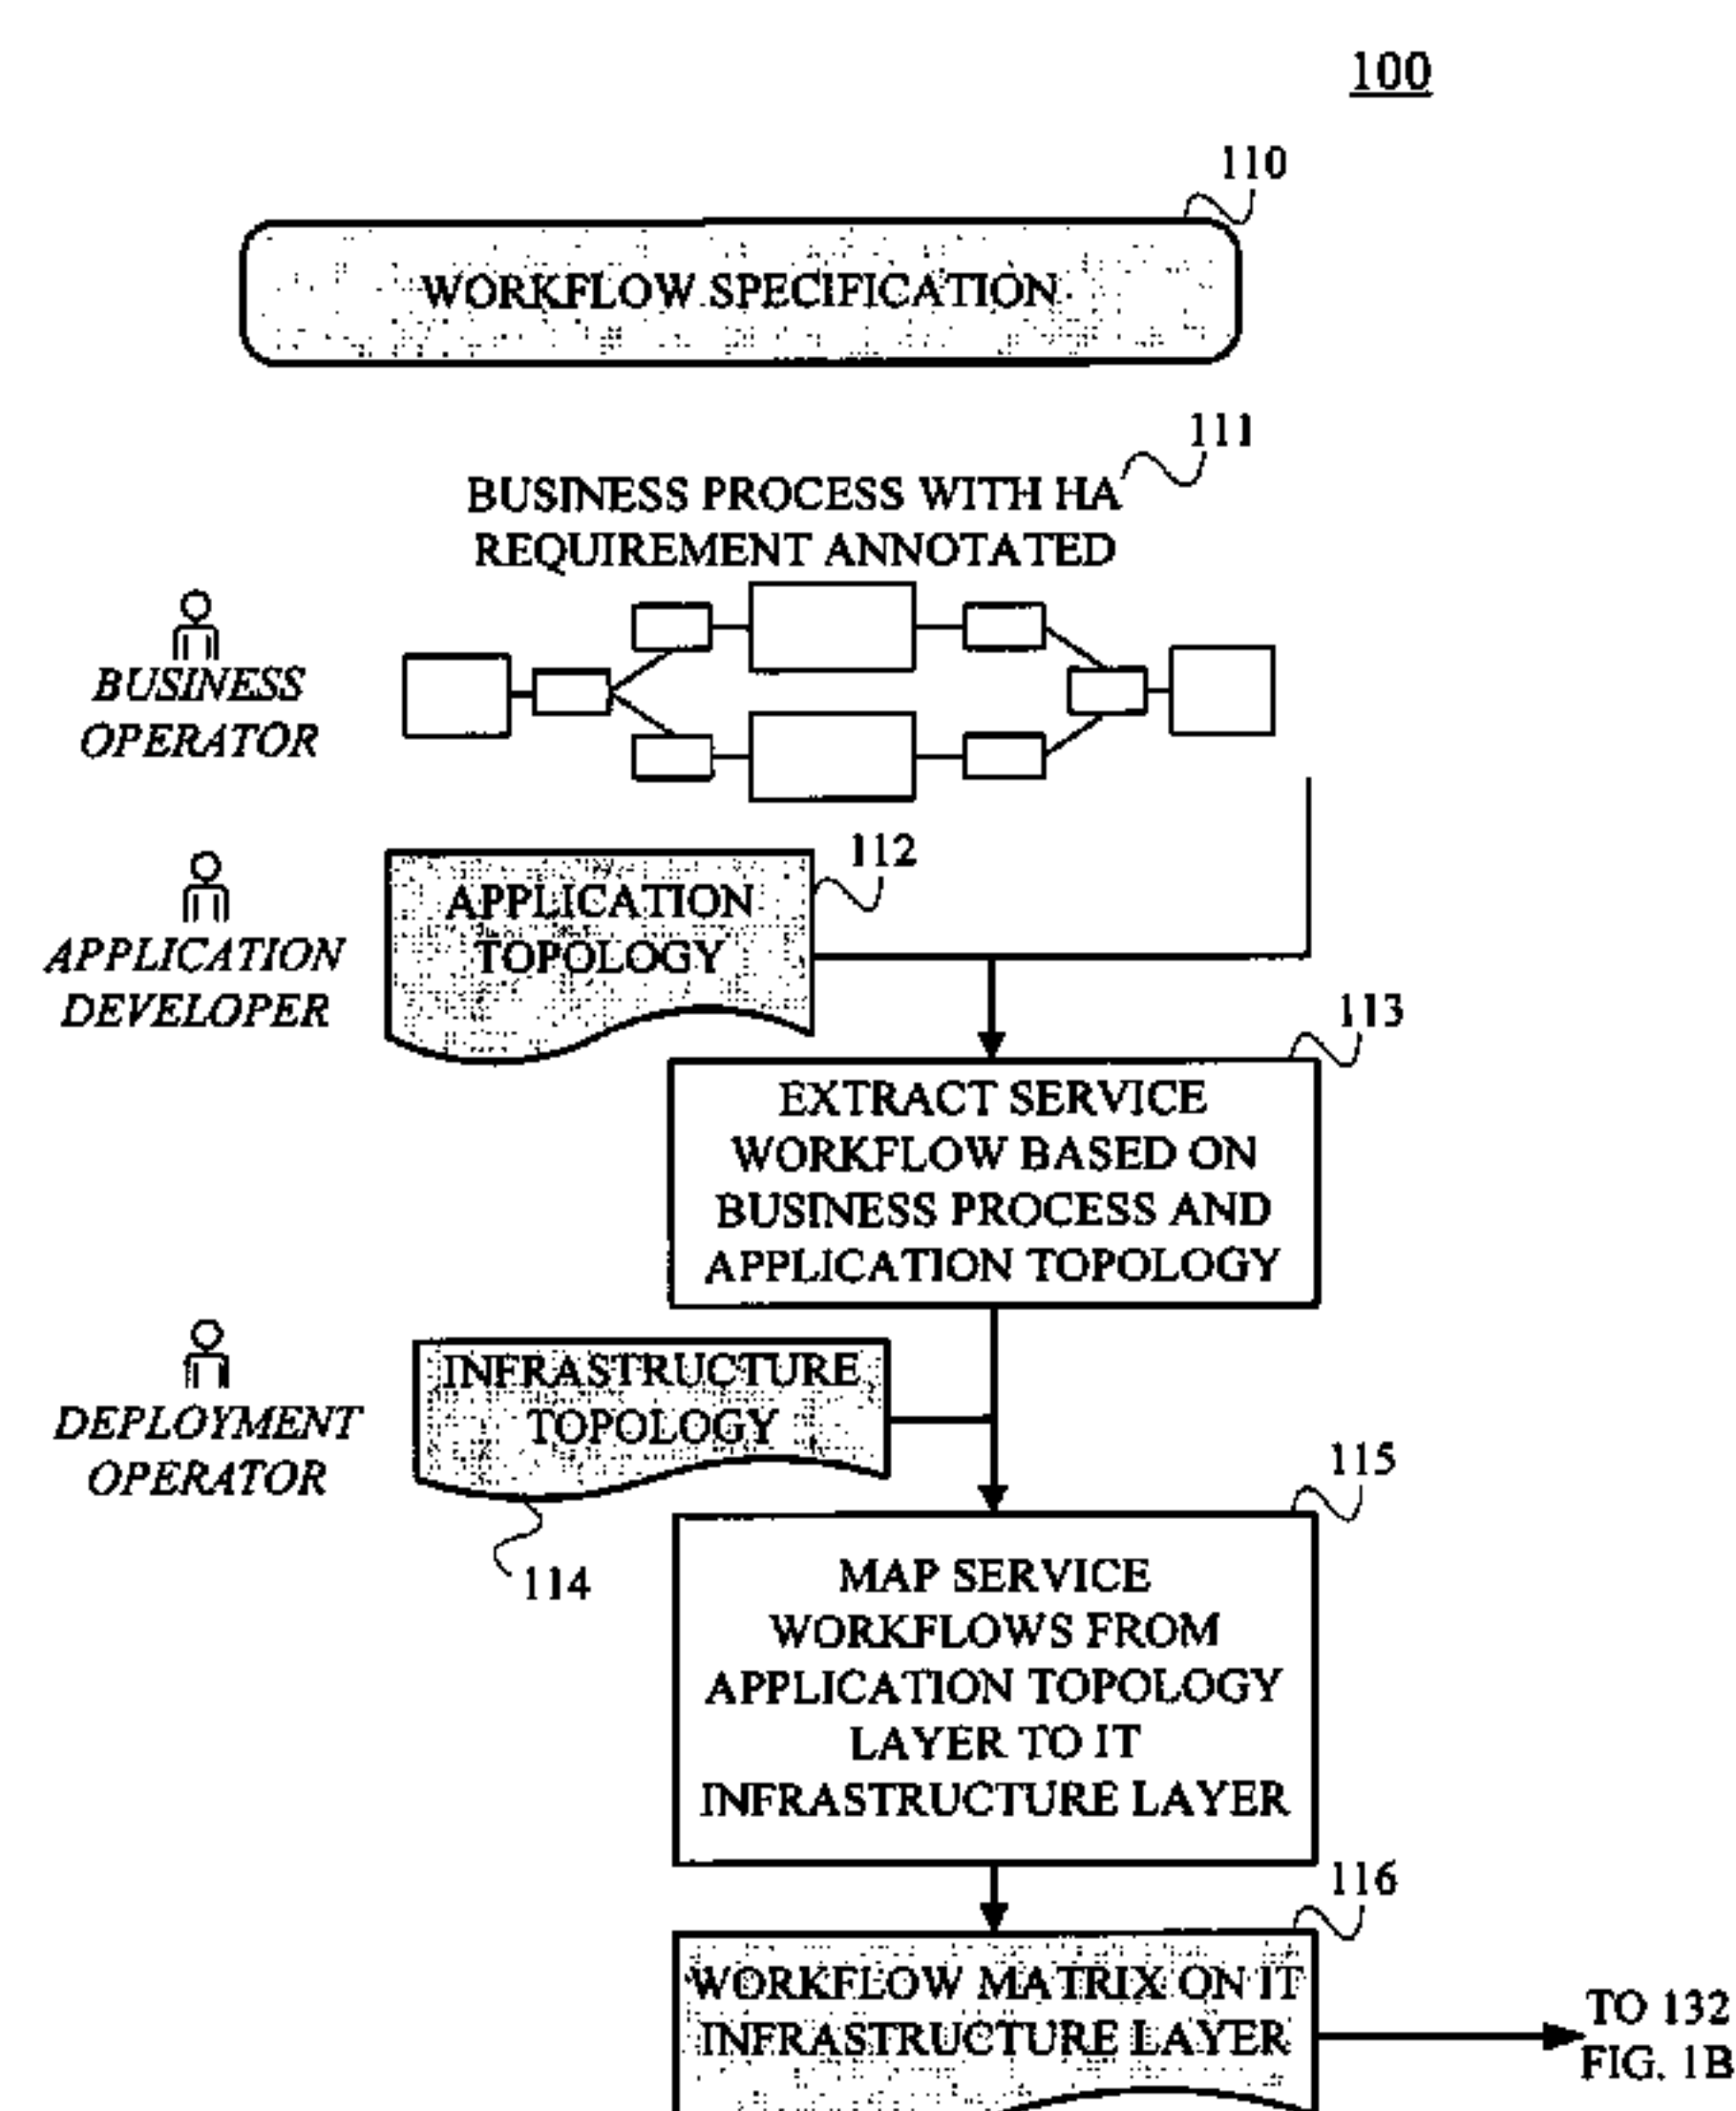 100
110
WORKFLOW SPECIFICATION
111
BUSINESS PROCESS WITH HA
REQUIREMENT ANNOTATED
BUSINESS
OPERATOR
112
APPLICATION
TOPOLOGY
APPLICATION
DEVELOPER
113
EXTRACT SERVICE
WORKFLOW BASED ON
BUSINESS PROCESS AND
APPLICATION TOPOLOGY
INFRASTRUCTURE
TOPOLOGY
DEPLOYMENT
OPERATOR
114
115
MAP SERVICE
WORKFLOWS FROM
APPLICATION TOPOLOGY
LAYER TO IT
INFRASTRUCTURE LAYER
116
WORKFLOW MATRIX ON IT
INFRASTRUCTURE LAYER
TO 132
FIG. 1B